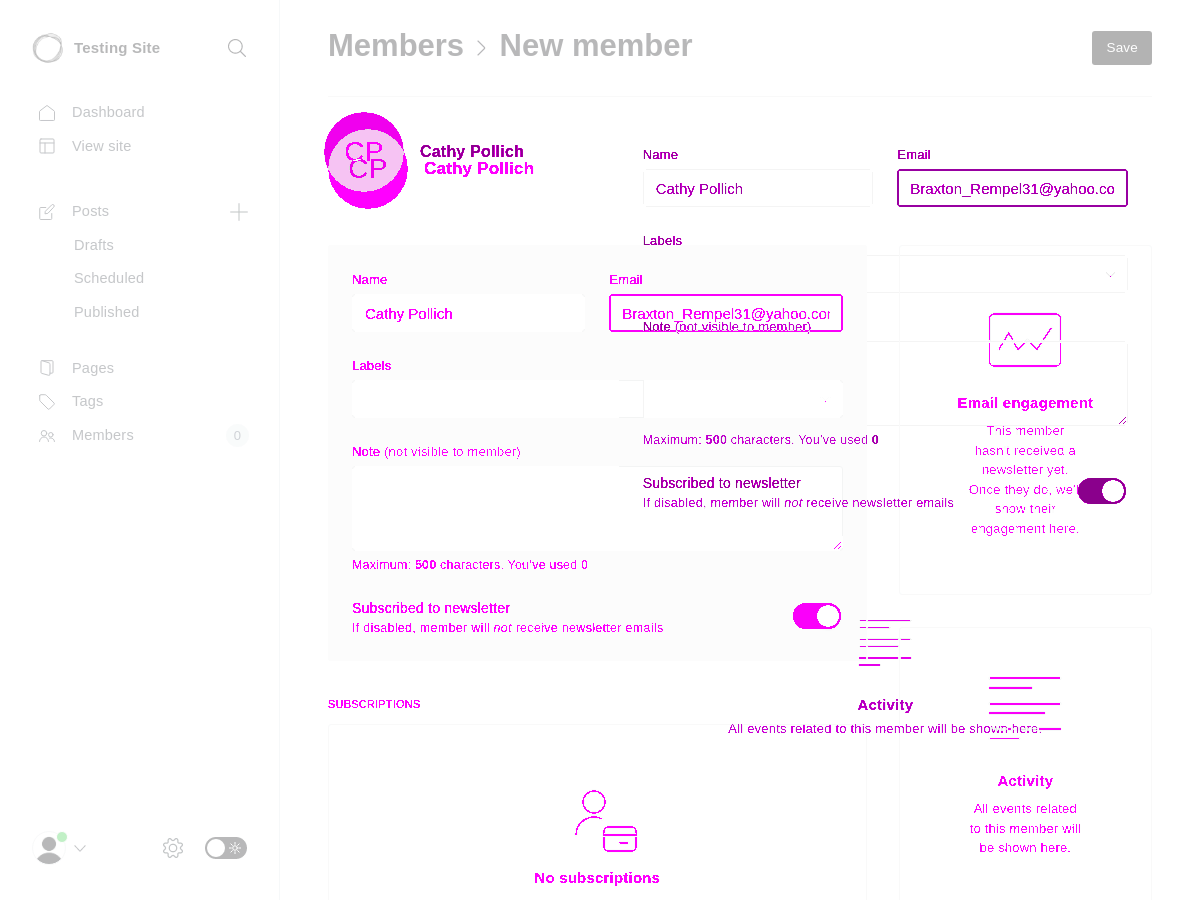 Testing Site
Members > New member
Save
Dashboard
View site
Posts
Drafts
Scheduled
Published
Pages
Tags
Members
0
CP
CP
Cathy Pollich
Cathy Pollich
Name
Email
Cathy Pollich
Braxton_Rempel31@yahoo.co
Labels
Name
Email
Cathy Pollich
Braxton_Rempel31@yahoo.cor
Note (not visible to member)
Labels
Maximum: 500 characters. You've used 0
Note (not visible to member)
Subscribed to newsletter
If disabled, member will not receive newsletter emails
Email engagement
This member
hasn't received a
newsletter yet.
Once they do, we'll
show their
engagement here.
Maximum: 500 characters. You've used 0
Subscribed to newsletter
If disabled, member will not receive newsletter emails
SUBSCRIPTIONS
Activity
All events related to this member will be shown here.
Activity
All events related
to this member will
be shown here.
No subscriptions